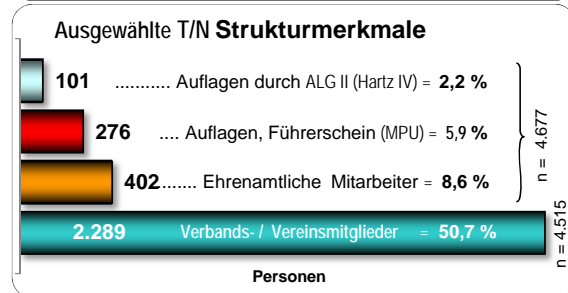 Ausgewählte T/N Strukturmerkmale
101 ........... Auflagen durch ALG II (Hartz IV) = 2,2 %
276 .... Auflagen, Führerschein (MPU) = 5,9 %
402....... Ehrenamtliche Mitarbeiter = 8,6 %
n = 4.677
2.289 Verbands- / Vereinsmitglieder = 50,7 %
n = 4.515
Personen